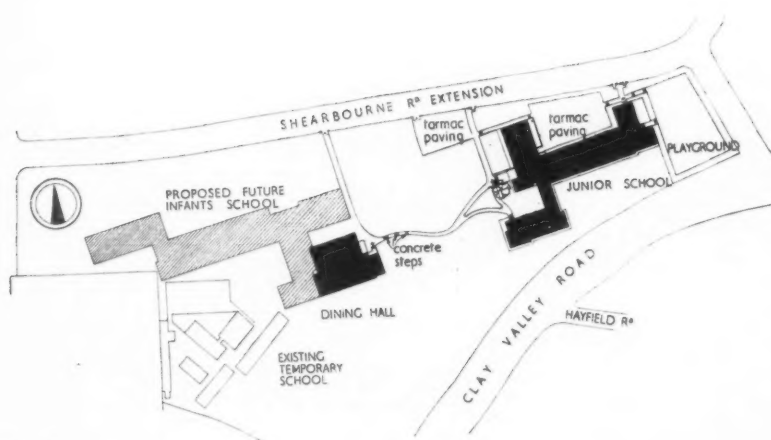 SHEARBOURNE Rᴰ EXTENSION
tarmac
paving
tarmac
paving
PLAYGROUND
JUNIOR SCHOOL
PROPOSED FUTURE
INFANTS SCHOOL
concrete
steps
DINING HALL
CLAY VALLEY ROAD
HAYFIELD Rᴰ
EXISTING
TEMPORARY
SCHOOL